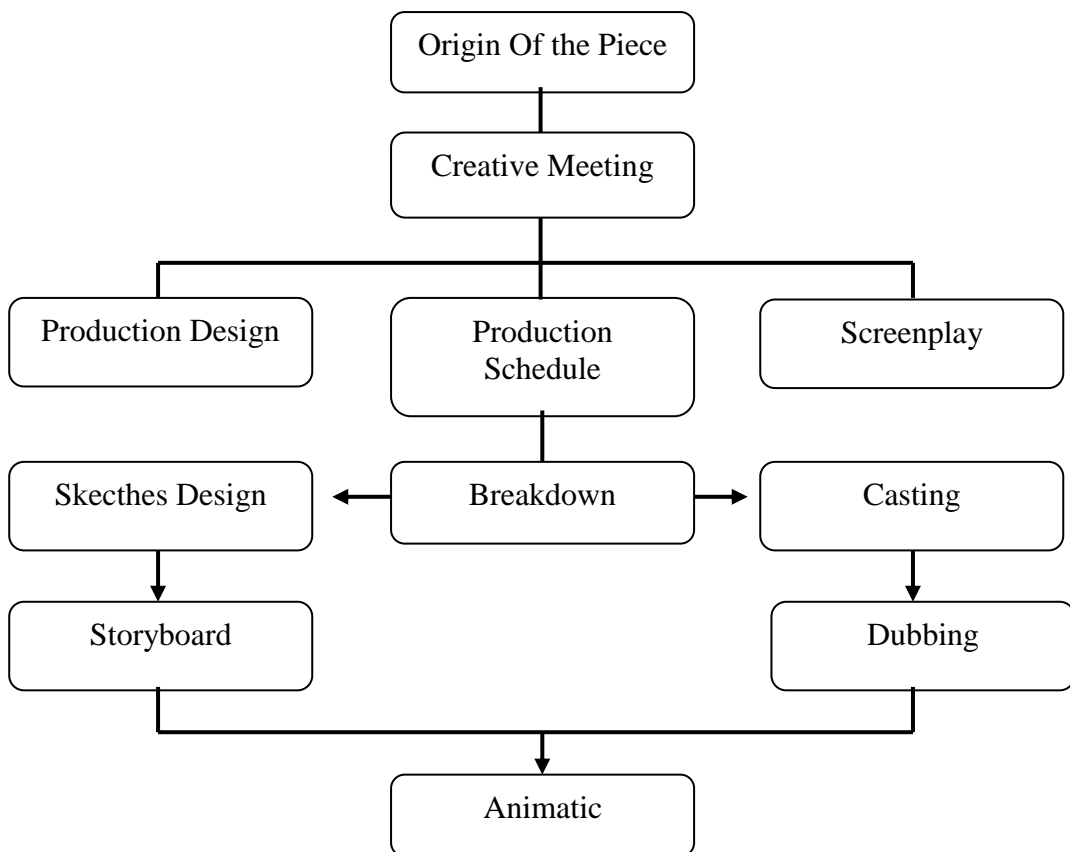 Origin Of the Piece
Creative Meeting
Production Design
Production
Schedule
Screenplay
Skecthes Design
Breakdown
Casting
Storyboard
Dubbing
Animatic